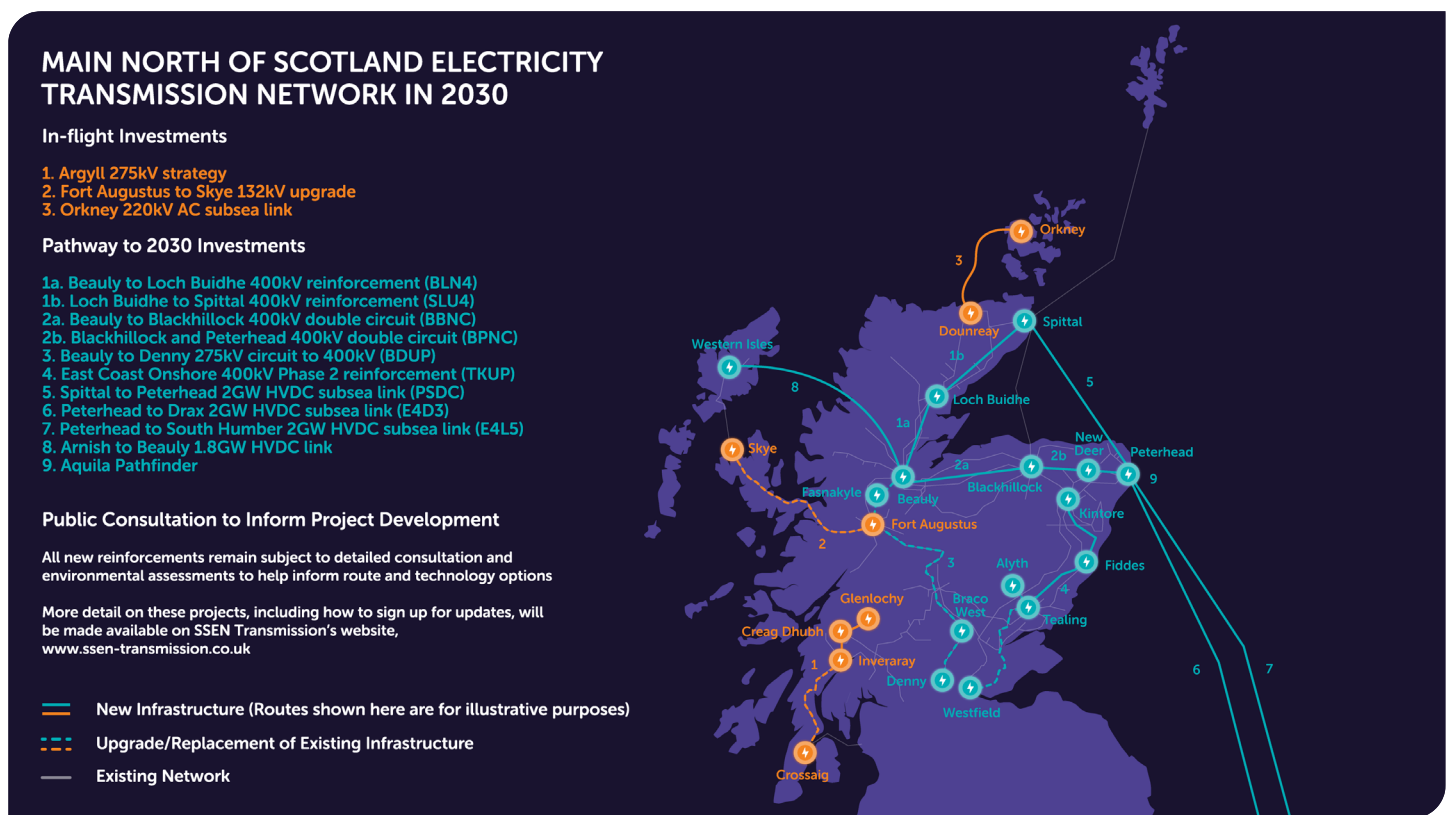 MAIN NORTH OF SCOTLAND ELECTRICITY
TRANSMISSION NETWORK IN 2030
In-flight Investments
1. Argyll 275kV strategy
2. Fort Augustus to Skye 132kV upgrade
3. Orkney 220kV AC subsea link
Pathway to 2030 Investments
1a. Beauly to Loch Buidhe 400kV reinforcement (BLN4)
1b. Loch Buidhe to Spittal 400kV reinforcement (SLU4)
2a. Beauly to Blackhillock 400kV double circuit (BBNC)
2b. Blackhillock and Peterhead 400kV double circuit (BPNC)
3. Beauly to Denny 275kV circuit to 400kV (BDUP)
4. East Coast Onshore 400kV Phase 2 reinforcement (TKUP)
5. Spittal to Peterhead 2GW HVDC subsea link (PSDC)
6. Peterhead to Drax 2GW HVDC subsea link (E4D3)
7. Peterhead to South Humber 2GW HVDC subsea link (E4L5)
8. Arnish to Beauly 1.8GW HVDC link
9. Aquila Pathfinder
Public Consultation to Inform Project Development
All new reinforcements remain subject to detailed consultation and
environmental assessments to help inform route and technology options
More detail on these projects, including how to sign up for updates, will
be made available on SSEN Transmission's website,
www.ssen-transmission.co.uk
New Infrastructure (Routes shown here are for illustrative purposes)
Upgrade/Replacement of Existing Infrastructure
Existing Network
Orkney
3
Dounreay
Spittal
Western Isles
1b
8
5
Loch Buidhe
1a
Skye
New
Deer
Peterhead
2a
2b
9
Fasnakyle
Beauly
Blackhillock
Kintore
Fort Augustus
2
3
Alyth
Fiddes
4
Glenlochy
Braco
West
Tealing
Creag Dhubh
1
Inveraray
Denny
6
7
Westfield
Crossaig